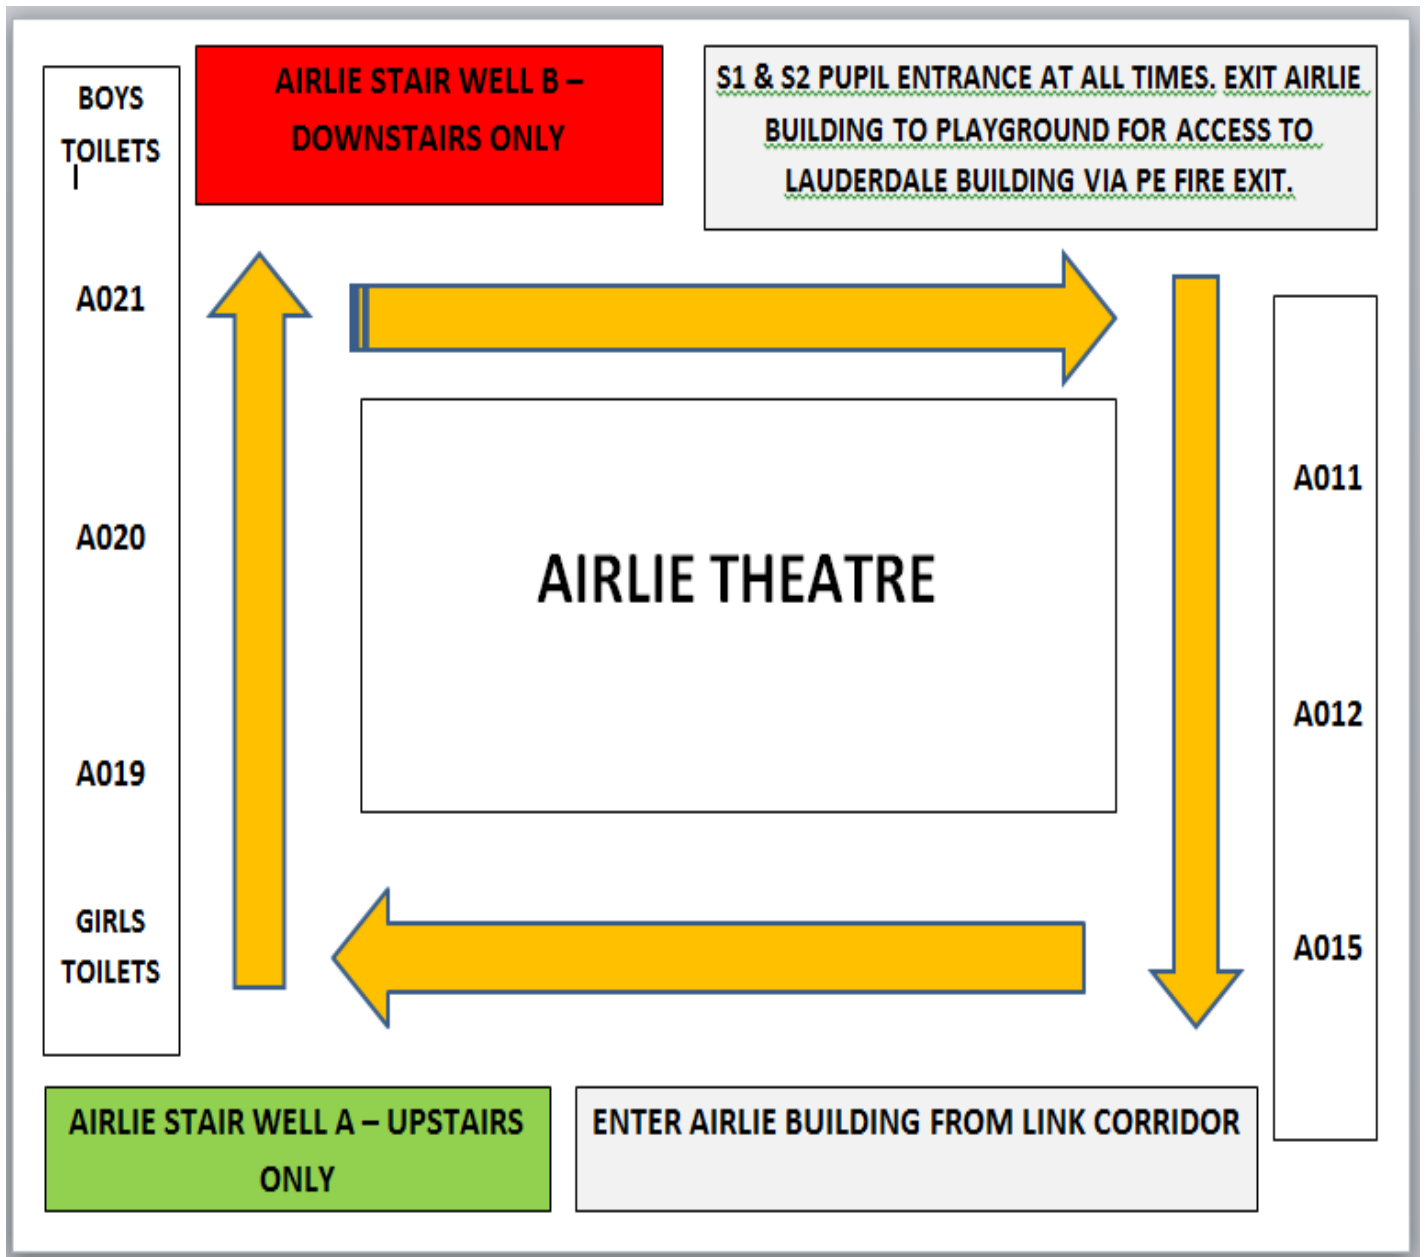 BOYS
TOILETS
A021
A020
A019
GIRLS
TOILETS
AIRLIE STAIR WELL B –
DOWNSTAIRS ONLY
S1 & S2 PUPIL ENTRANCE AT ALL TIMES. EXIT AIRLIE
BUILDING TO PLAYGROUND FOR ACCESS TO
LAUDERDALE BUILDING VIA PE FIRE EXIT.
AIRLIE THEATRE
A011
A012
A015
AIRLIE STAIR WELL A – UPSTAIRS
ONLY
ENTER AIRLIE BUILDING FROM LINK CORRIDOR